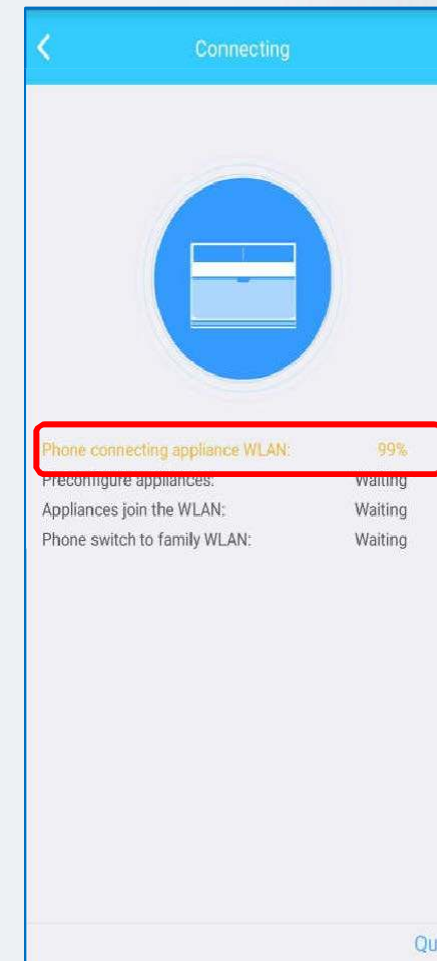 Connecting
Phone connecting appliance WLAN: 99%
Preconfigure appliances: Waiting
Appliances join the WLAN: Waiting
Phone switch to family WLAN: Waiting
Qu